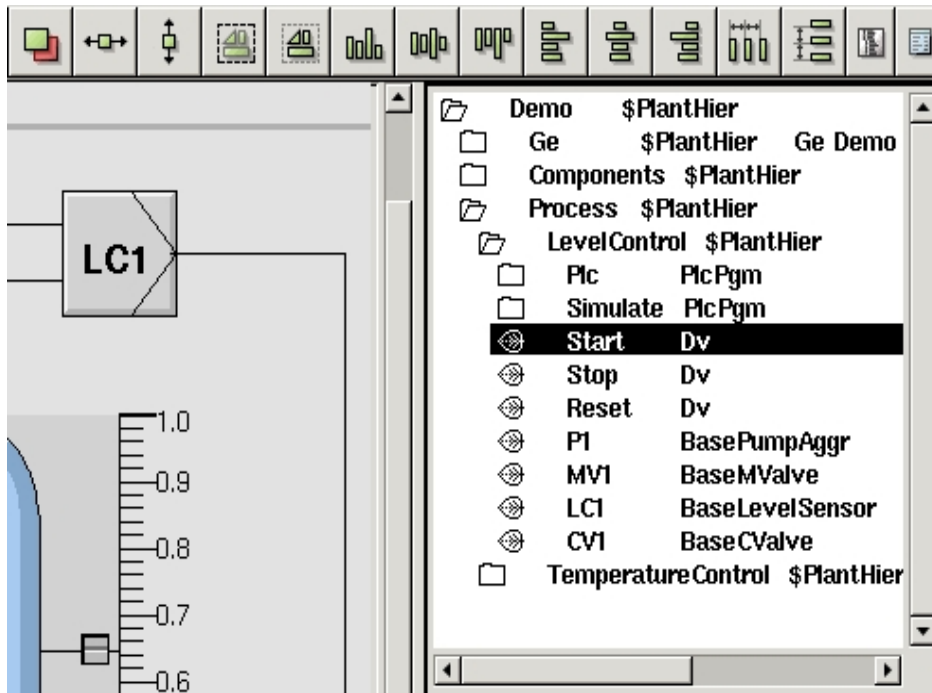 LC1
1.0
0.9
0.8
0.7
0.6
Demo $PlantHier
Ge $PlantHier Ge Demo
Components $PlantHier
Process $PlantHier
LevelControl $PlantHier
Plc PlcPgm
Simulate PlcPgm
Start Dv
Stop Dv
Reset Dv
P1 BasePumpAggr
MV1 BaseMValve
LC1 BaseLevelSensor
CV1 BaseCValve
TemperatureControl $PlantHier